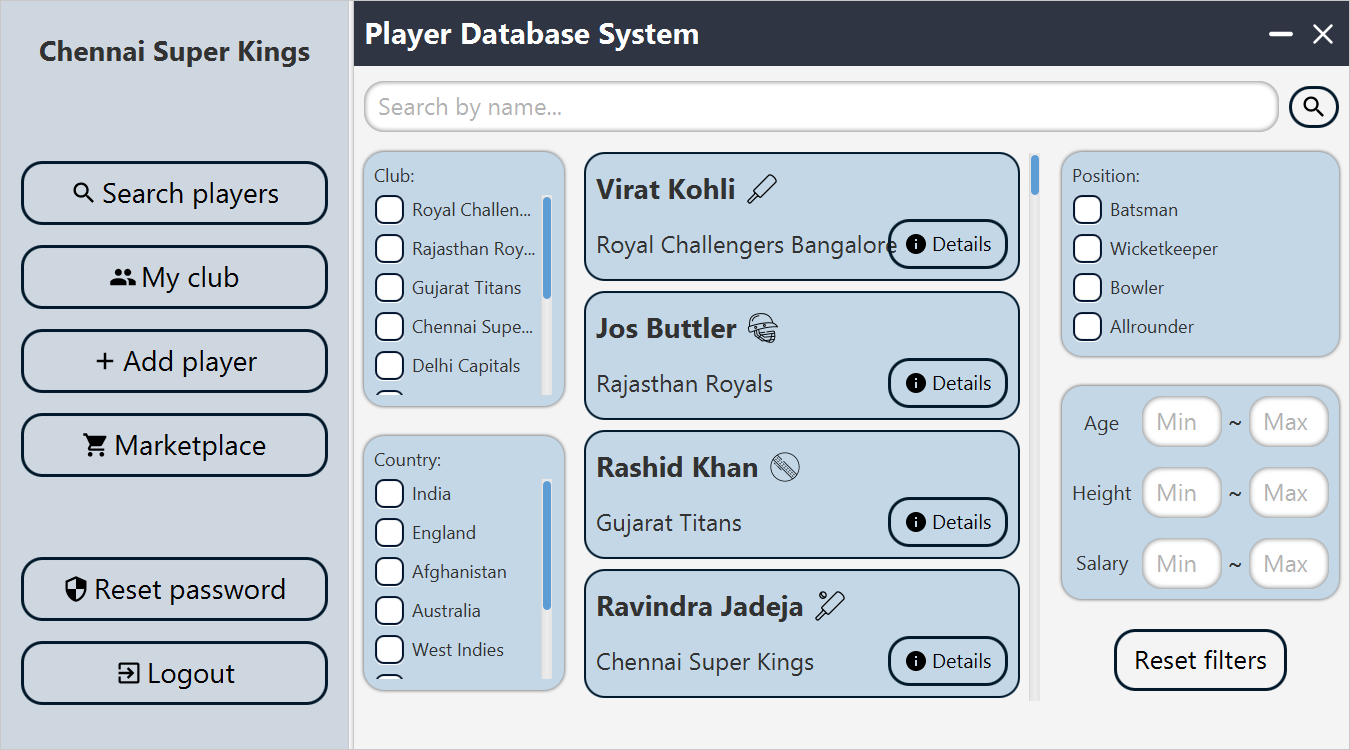 Chennai Super Kings
Search players
My club
Add player
Marketplace
Reset password
Logout
Player Database System
Search by name...
Club:
Royal Challen...
Rajasthan Roy...
Gujarat Titans
Chennai Supe...
Delhi Capitals
Country:
India
England
Afghanistan
Australia
West Indies
Virat Kohli
Royal Challengers Bangalore
Details
Jos Buttler
Rajasthan Royals
Details
Rashid Khan
Gujarat Titans
Details
Ravindra Jadeja
Chennai Super Kings
Details
Position:
Batsman
Wicketkeeper
Bowler
Allrounder
Age Min ~ Max
Height Min ~ Max
Salary Min ~ Max
Reset filters